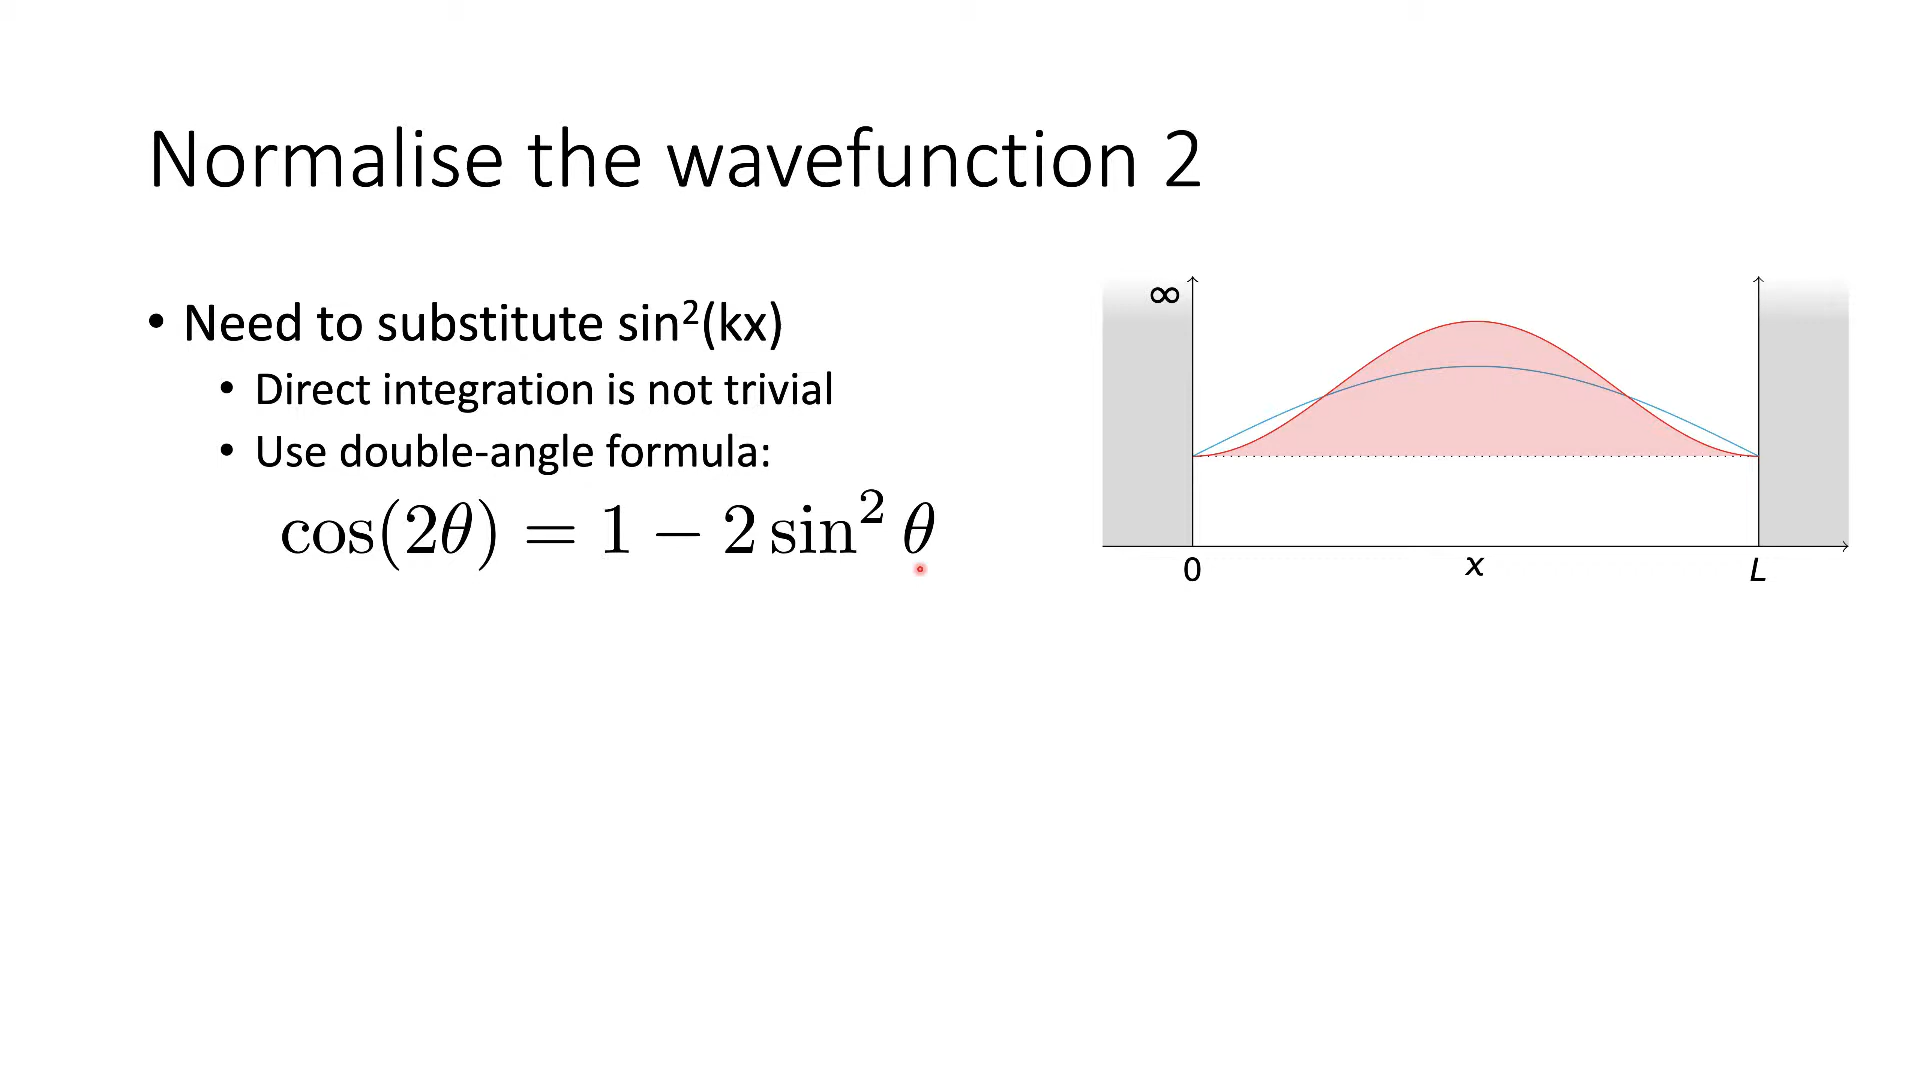 Normalise the wavefunction 2
• Need to substitute sin²(kx)
• Direct integration is not trivial
• Use double-angle formula:
cos(2θ) = 1 − 2 sin² θ
∞
0 x L